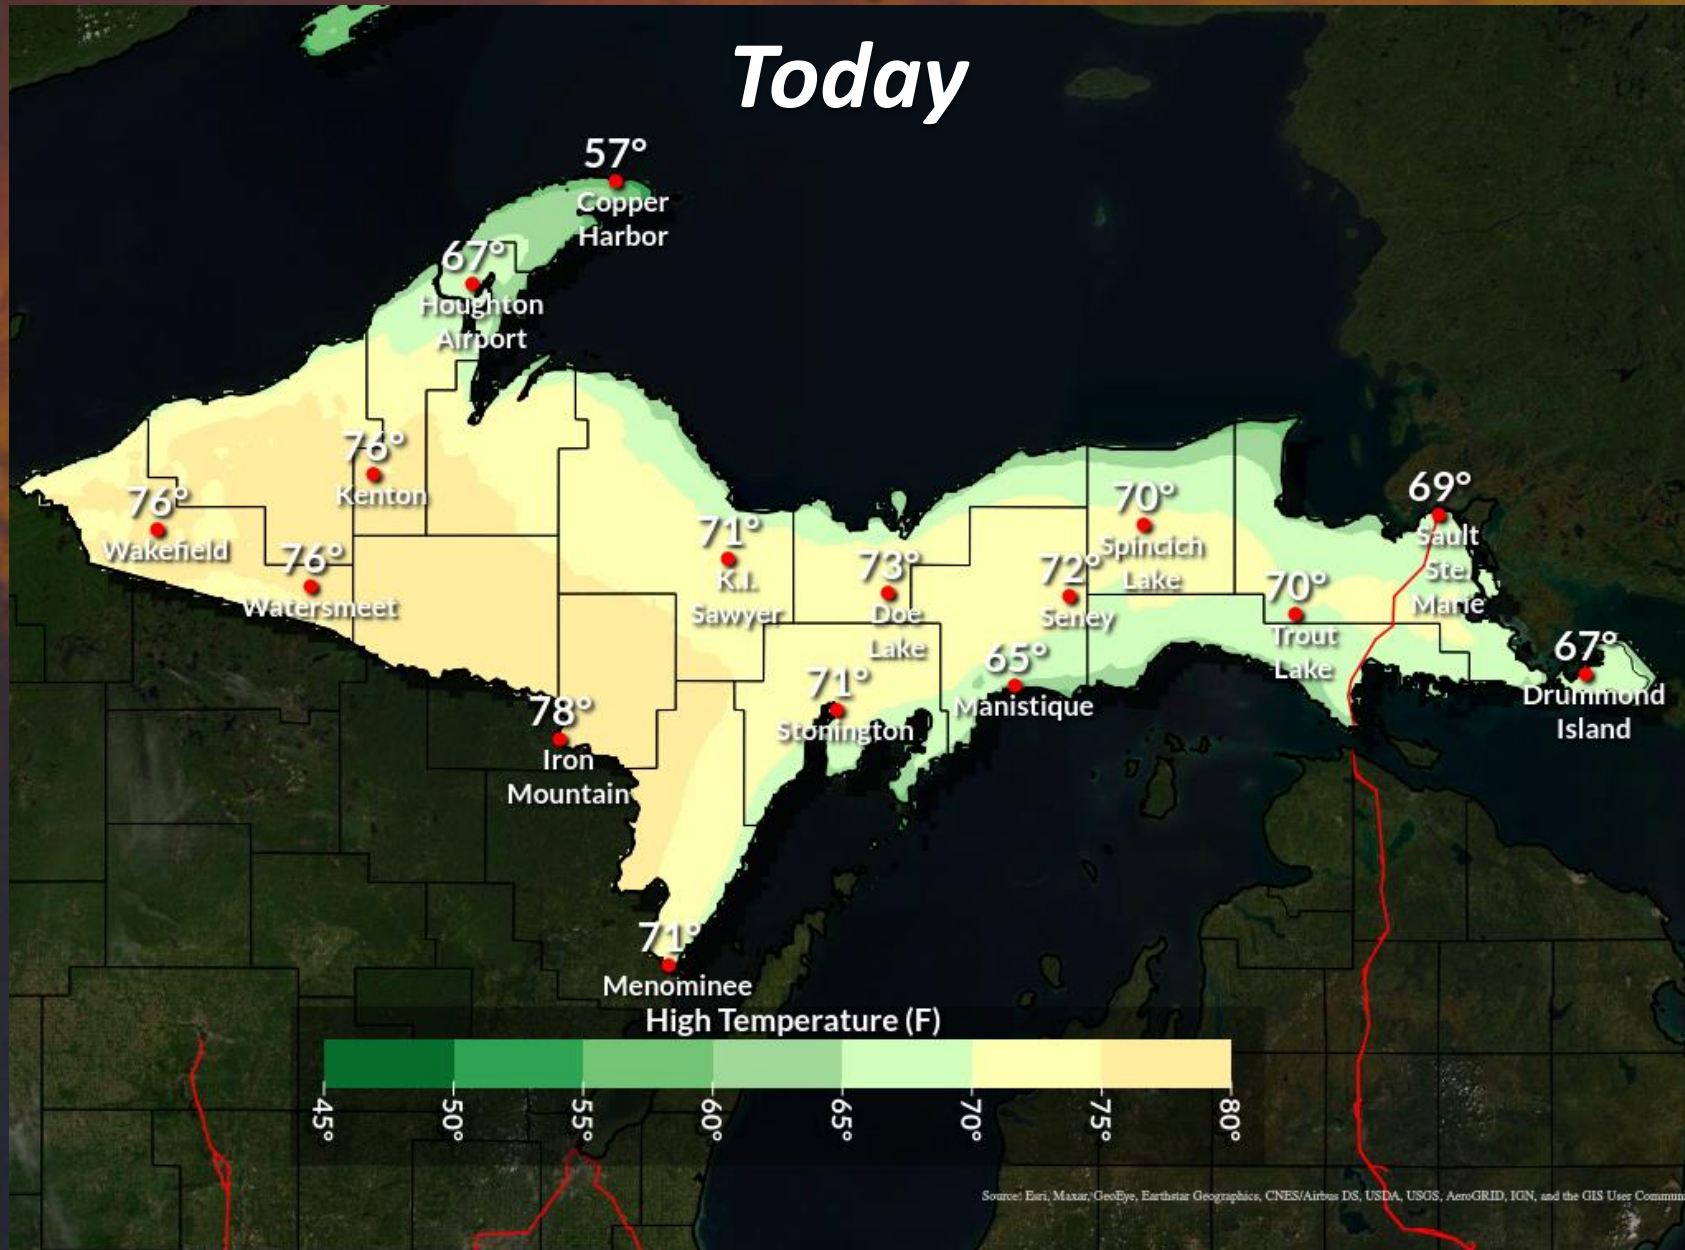 Today
57°
Copper
Harbor
67°
Houghton
Airport
76°
Kenton
76°
Wakefield
76°
Watersmeet
71°
K.I.
Sawyer
73°
Doe
Lake
72°
Seney
70°
Spincich
Lake
69°
Sault
Ste.
Marie
70°
Trout
Lake
67°
Drummond
Island
65°
Manistique
71°
Stonington
78°
Iron
Mountain
71°
Menominee
High Temperature (F)
45°
50°
55°
60°
65°
70°
75°
80°
Source: Esri, Maxar, GeoEye, Earthstar Geographics, CNES/Airbus DS, USDA, USGS, AeroGRID, IGN, and the GIS User Commun